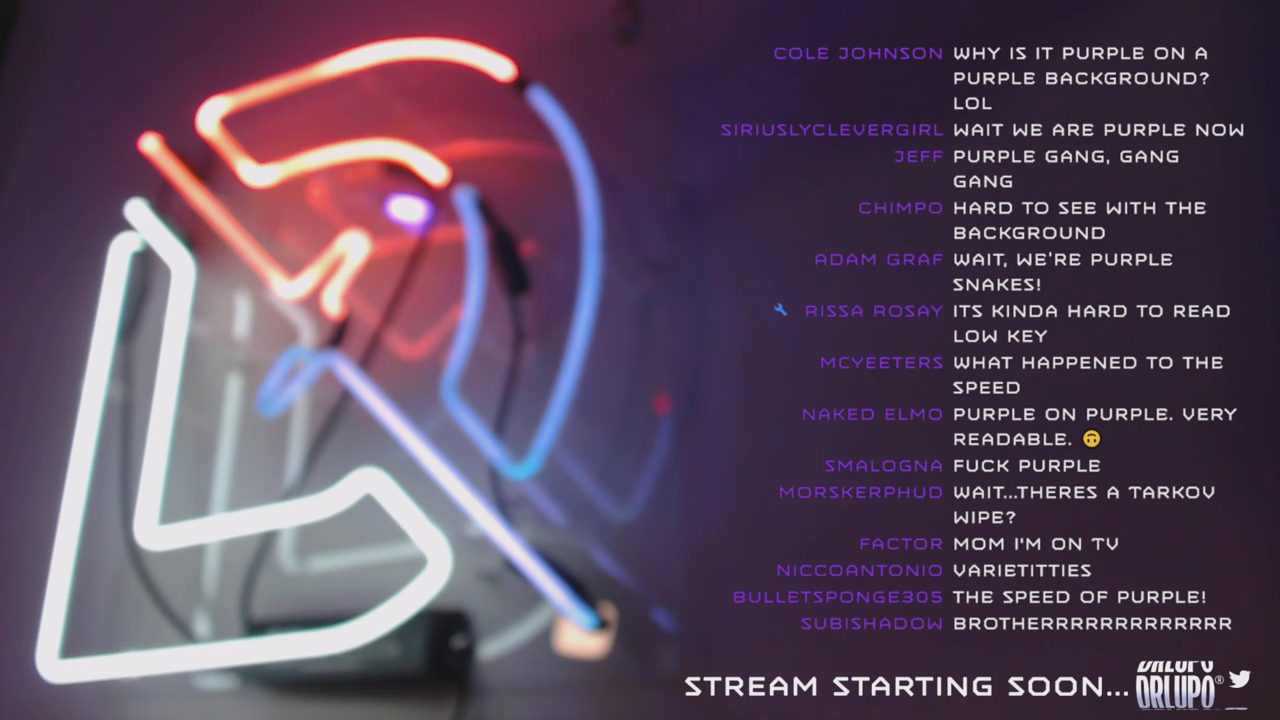 COLE JOHNSON WHY IS IT PURPLE ON A
PURPLE BACKGROUND?
LOL
SIRIUSLYCLEVERGIRL WAIT WE ARE PURPLE NOW
JEFF PURPLE GANG, GANG
GANG
CHIMPO HARD TO SEE WITH THE
BACKGROUND
ADAM GRAF WAIT, WE'RE PURPLE
SNAKES!
RISSA ROSAY ITS KINDA HARD TO READ
LOW KEY
MCYEETERS WHAT HAPPENED TO THE
SPEED
NAKED ELMO PURPLE ON PURPLE. VERY
READABLE. 🙃
SMALOGNA FUCK PURPLE
MORSKERPHUD WAIT...THERES A TARKOV
WIPE?
FACTOR MOM I'M ON TV
NICCOANTONIO VARIETITTIES
BULLETSPONGE305 THE SPEED OF PURPLE!
SUBISHADOW BROTHERRRRRRRRRRRRR
STREAM STARTING SOON... DRLUPO®